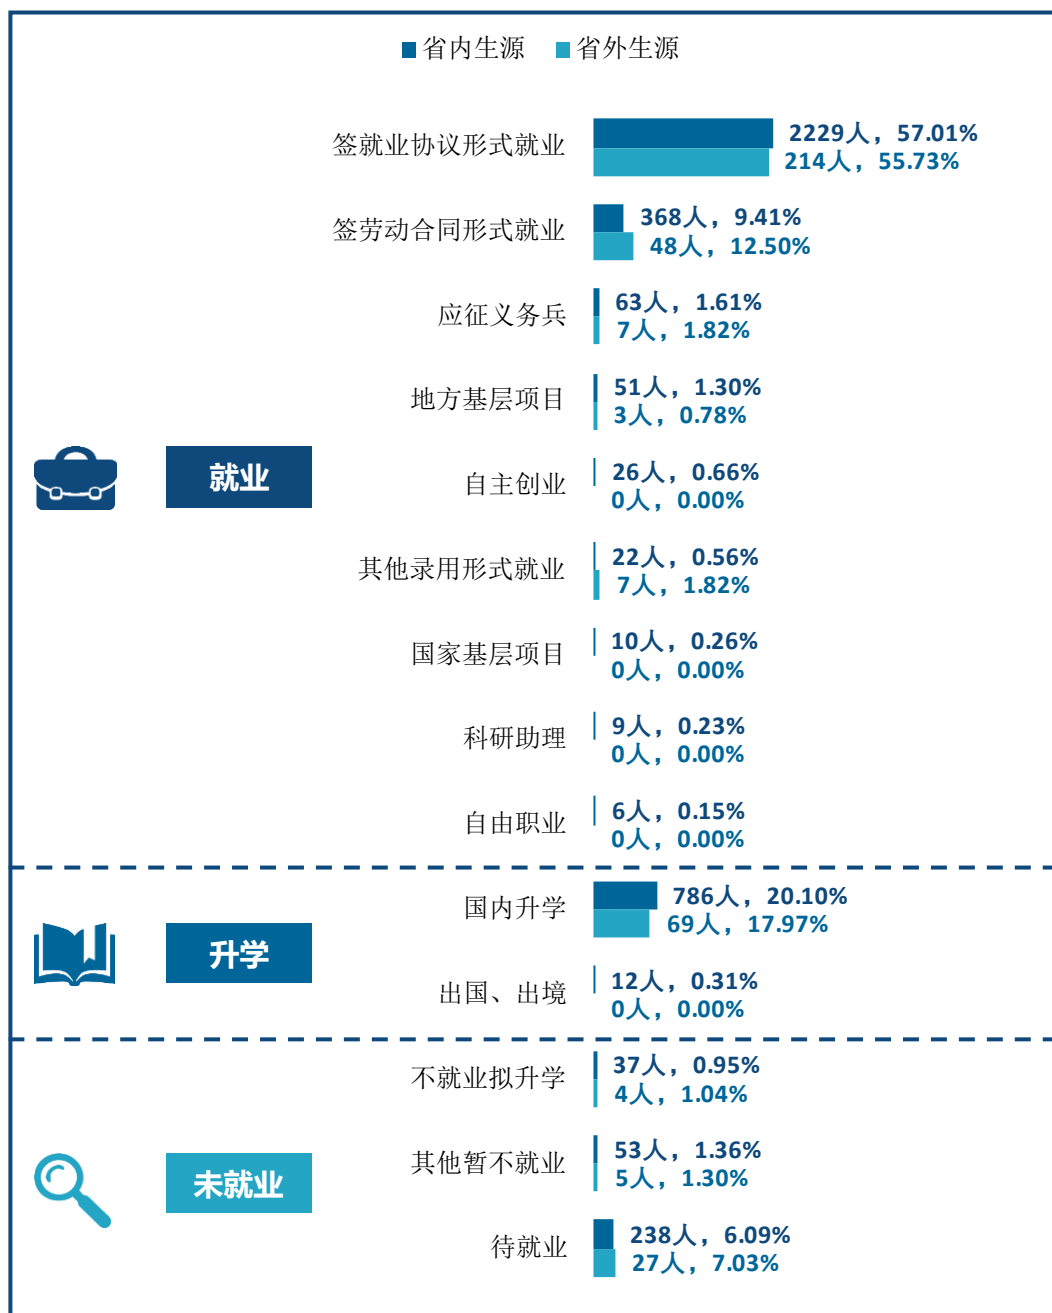 省内生源 省外生源
签就业协议形式就业
2229人，57.01%
214人，55.73%
签劳动合同形式就业
368人，9.41%
48人，12.50%
应征义务兵
63人，1.61%
7人，1.82%
地方基层项目
51人，1.30%
3人，0.78%
就业
自主创业
26人，0.66%
0人，0.00%
其他录用形式就业
22人，0.56%
7人，1.82%
国家基层项目
10人，0.26%
0人，0.00%
科研助理
9人，0.23%
0人，0.00%
自由职业
6人，0.15%
0人，0.00%
升学
国内升学
786人，20.10%
69人，17.97%
出国、出境
12人，0.31%
0人，0.00%
未就业
不就业拟升学
37人，0.95%
4人，1.04%
其他暂不就业
53人，1.36%
5人，1.30%
待就业
238人，6.09%
27人，7.03%